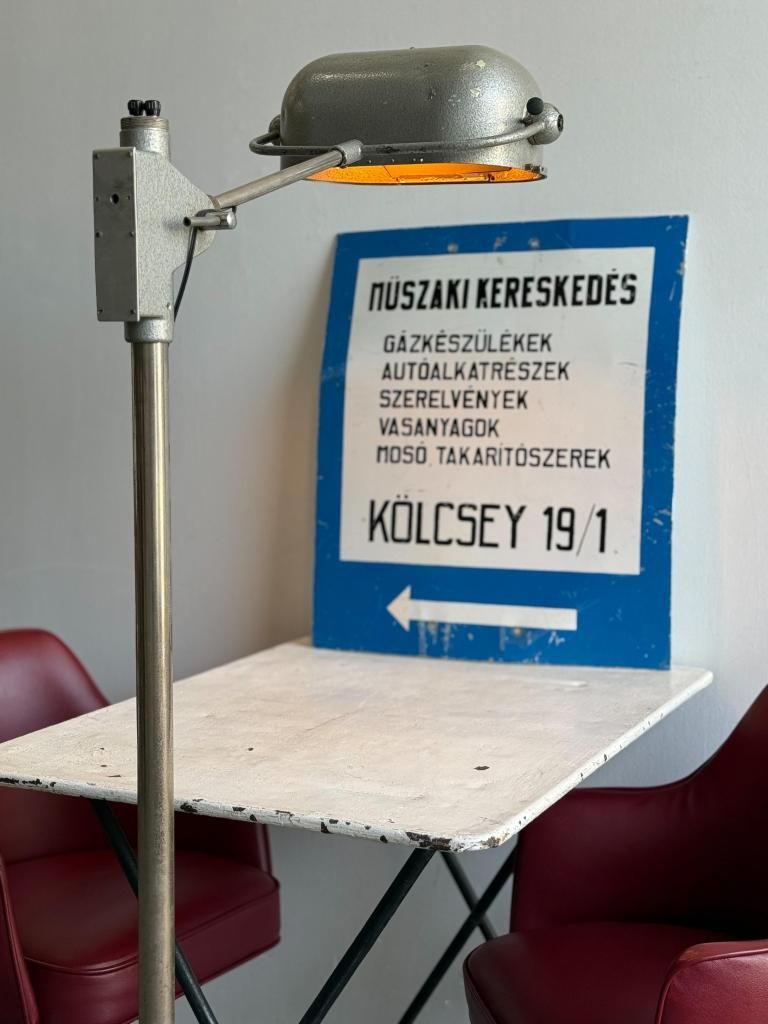 MŰSZAKI KERESKEDÉS
GÁZKÉSZÜLÉKEK
AUTÓALKATRÉSZEK
SZERELVÉNYEK
VASANYAGOK
MOSÓ, TAKARÍTÓSZEREK
KÖLCSEY 19/1.